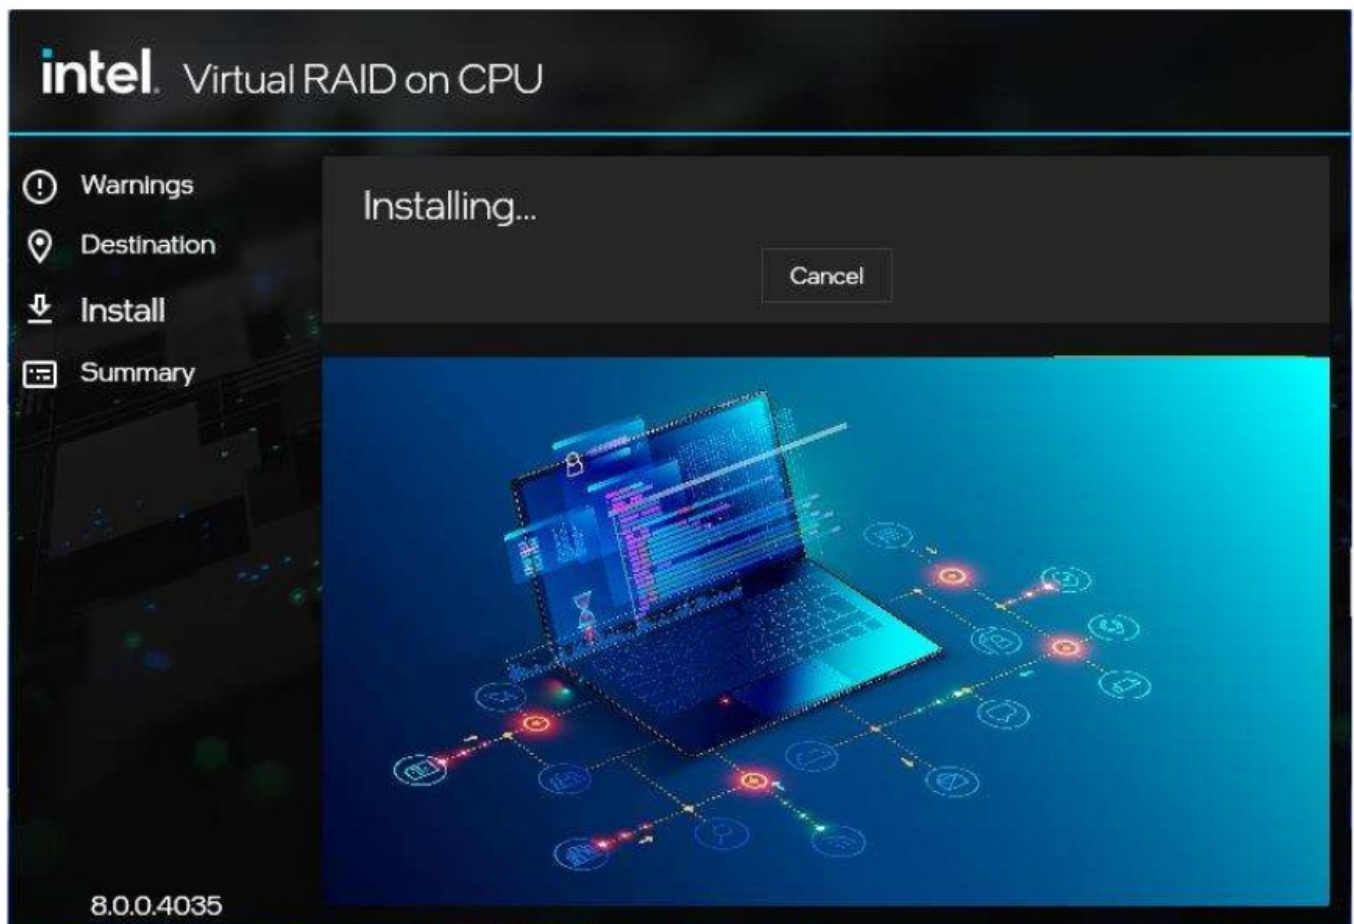 intel. Virtual RAID on CPU
Warnings
Destination
Install
Summary
Installing...
Cancel
8.0.0.4035